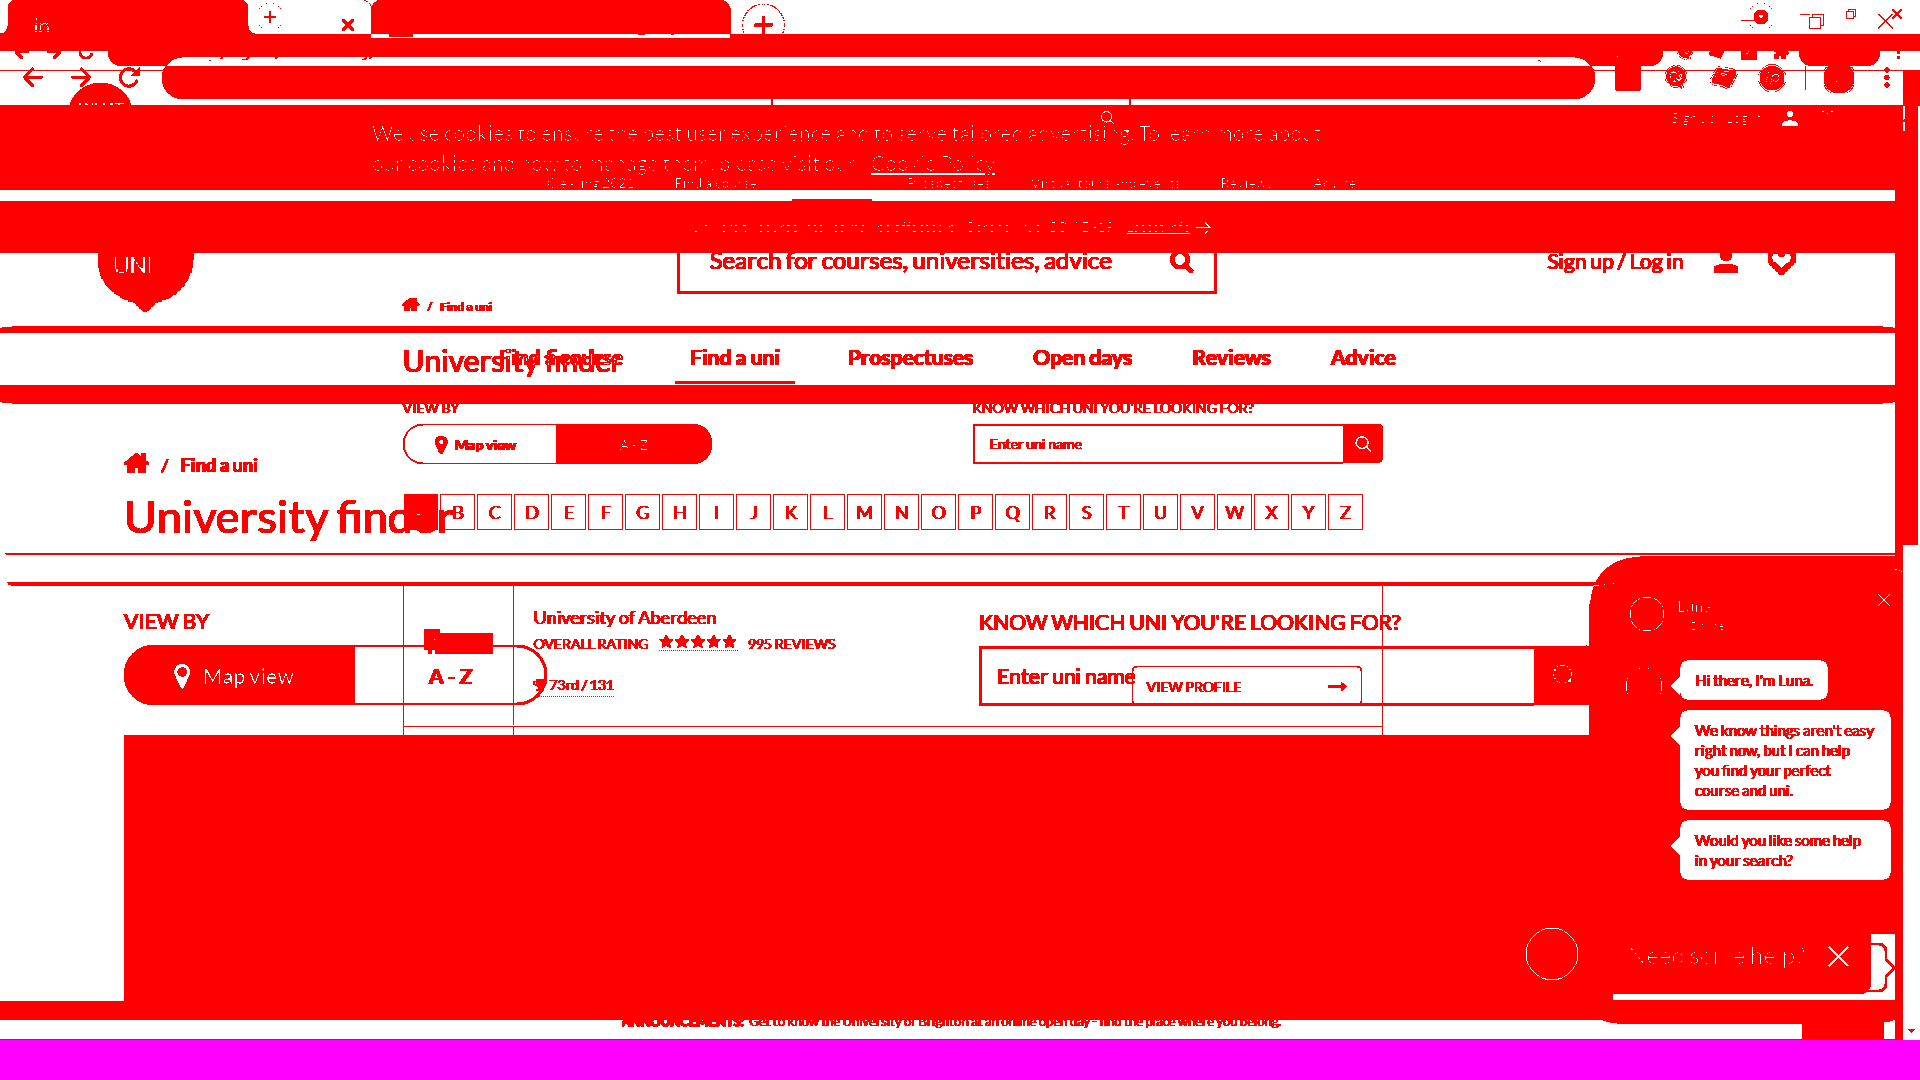 in
We use cookies to ensure the best user experience and to serve tailored advertising. To learn more about
our cookies and how to manage them, please visit our Cookie Policy
Find a course
UNI
Search for courses, universities, advice
Sign up / Log in
/ Find a uni
University finder
Find a course
Find a uni
Prospectuses
Open days
Reviews
Advice
VIEW BY
KNOW WHICH UNI YOU'RE LOOKING FOR?
Map view
A - Z
Enter uni name
/ Find a uni
University finder
B C D E F G H I J K L M N O P Q R S T U V W X Y Z
University of Aberdeen
OVERALL RATING
995 REVIEWS
VIEW BY
KNOW WHICH UNI YOU'RE LOOKING FOR?
Map view
A - Z
73rd / 131
Enter uni name
VIEW PROFILE
Hi there, I'm Luna.
We know things aren't easy
right now, but I can help
you find your perfect
course and uni.
Would you like some help
in your search?
Need some help?
ANNOUNCEMENTS: Get to know the University of Brighton at an online open day - find the place where you belong.